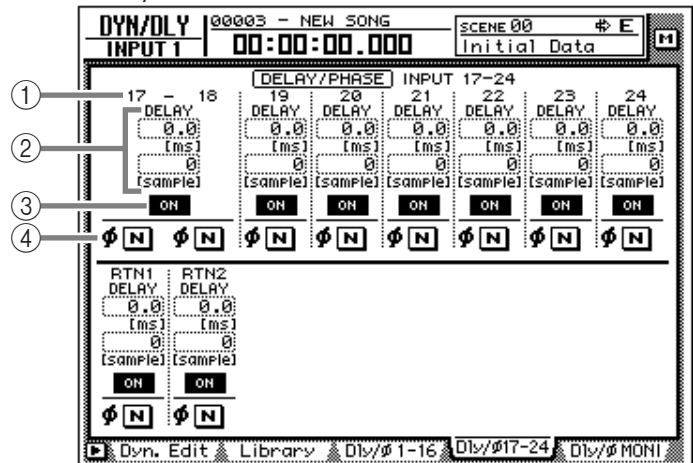 DYN/DLY
INPUT 1
00003 - NEW SONG
00:00:00.000
SCENE 00 E
Initial Data
M
DELAY/PHASE INPUT 17-24
① 17 - 18 19 20 21 22 23 24
DELAY DELAY DELAY DELAY DELAY DELAY DELAY
② 0.0 0.0 0.0 0.0 0.0 0.0 0.0
[ms] [ms] [ms] [ms] [ms] [ms] [ms]
0 0 0 0 0 0 0
[sample] [sample] [sample] [sample] [sample] [sample] [sample]
③ ON ON ON ON ON ON ON
④ ϕ N ϕ N ϕ N ϕ N ϕ N ϕ N ϕ N ϕ N
RTN1 RTN2
DELAY DELAY
0.0 0.0
[ms] [ms]
0 0
[sample] [sample]
ON ON
ϕ N ϕ N
Dyn. Edit Library Dly/ϕ 1-16 Dly/ϕ17-24 Dly/ϕ MONI